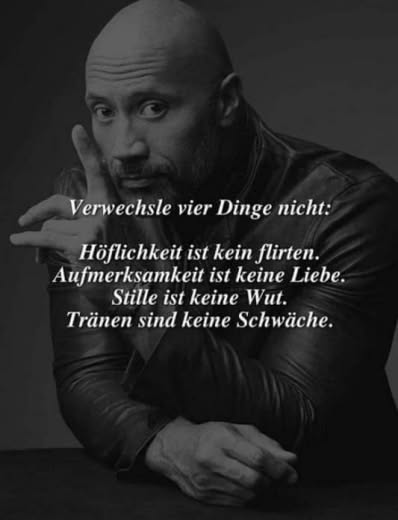 Verwechsle vier Dinge nicht:
Höflichkeit ist kein flirten.
Aufmerksamkeit ist keine Liebe.
Stille ist keine Wut.
Tränen sind keine Schwäche.